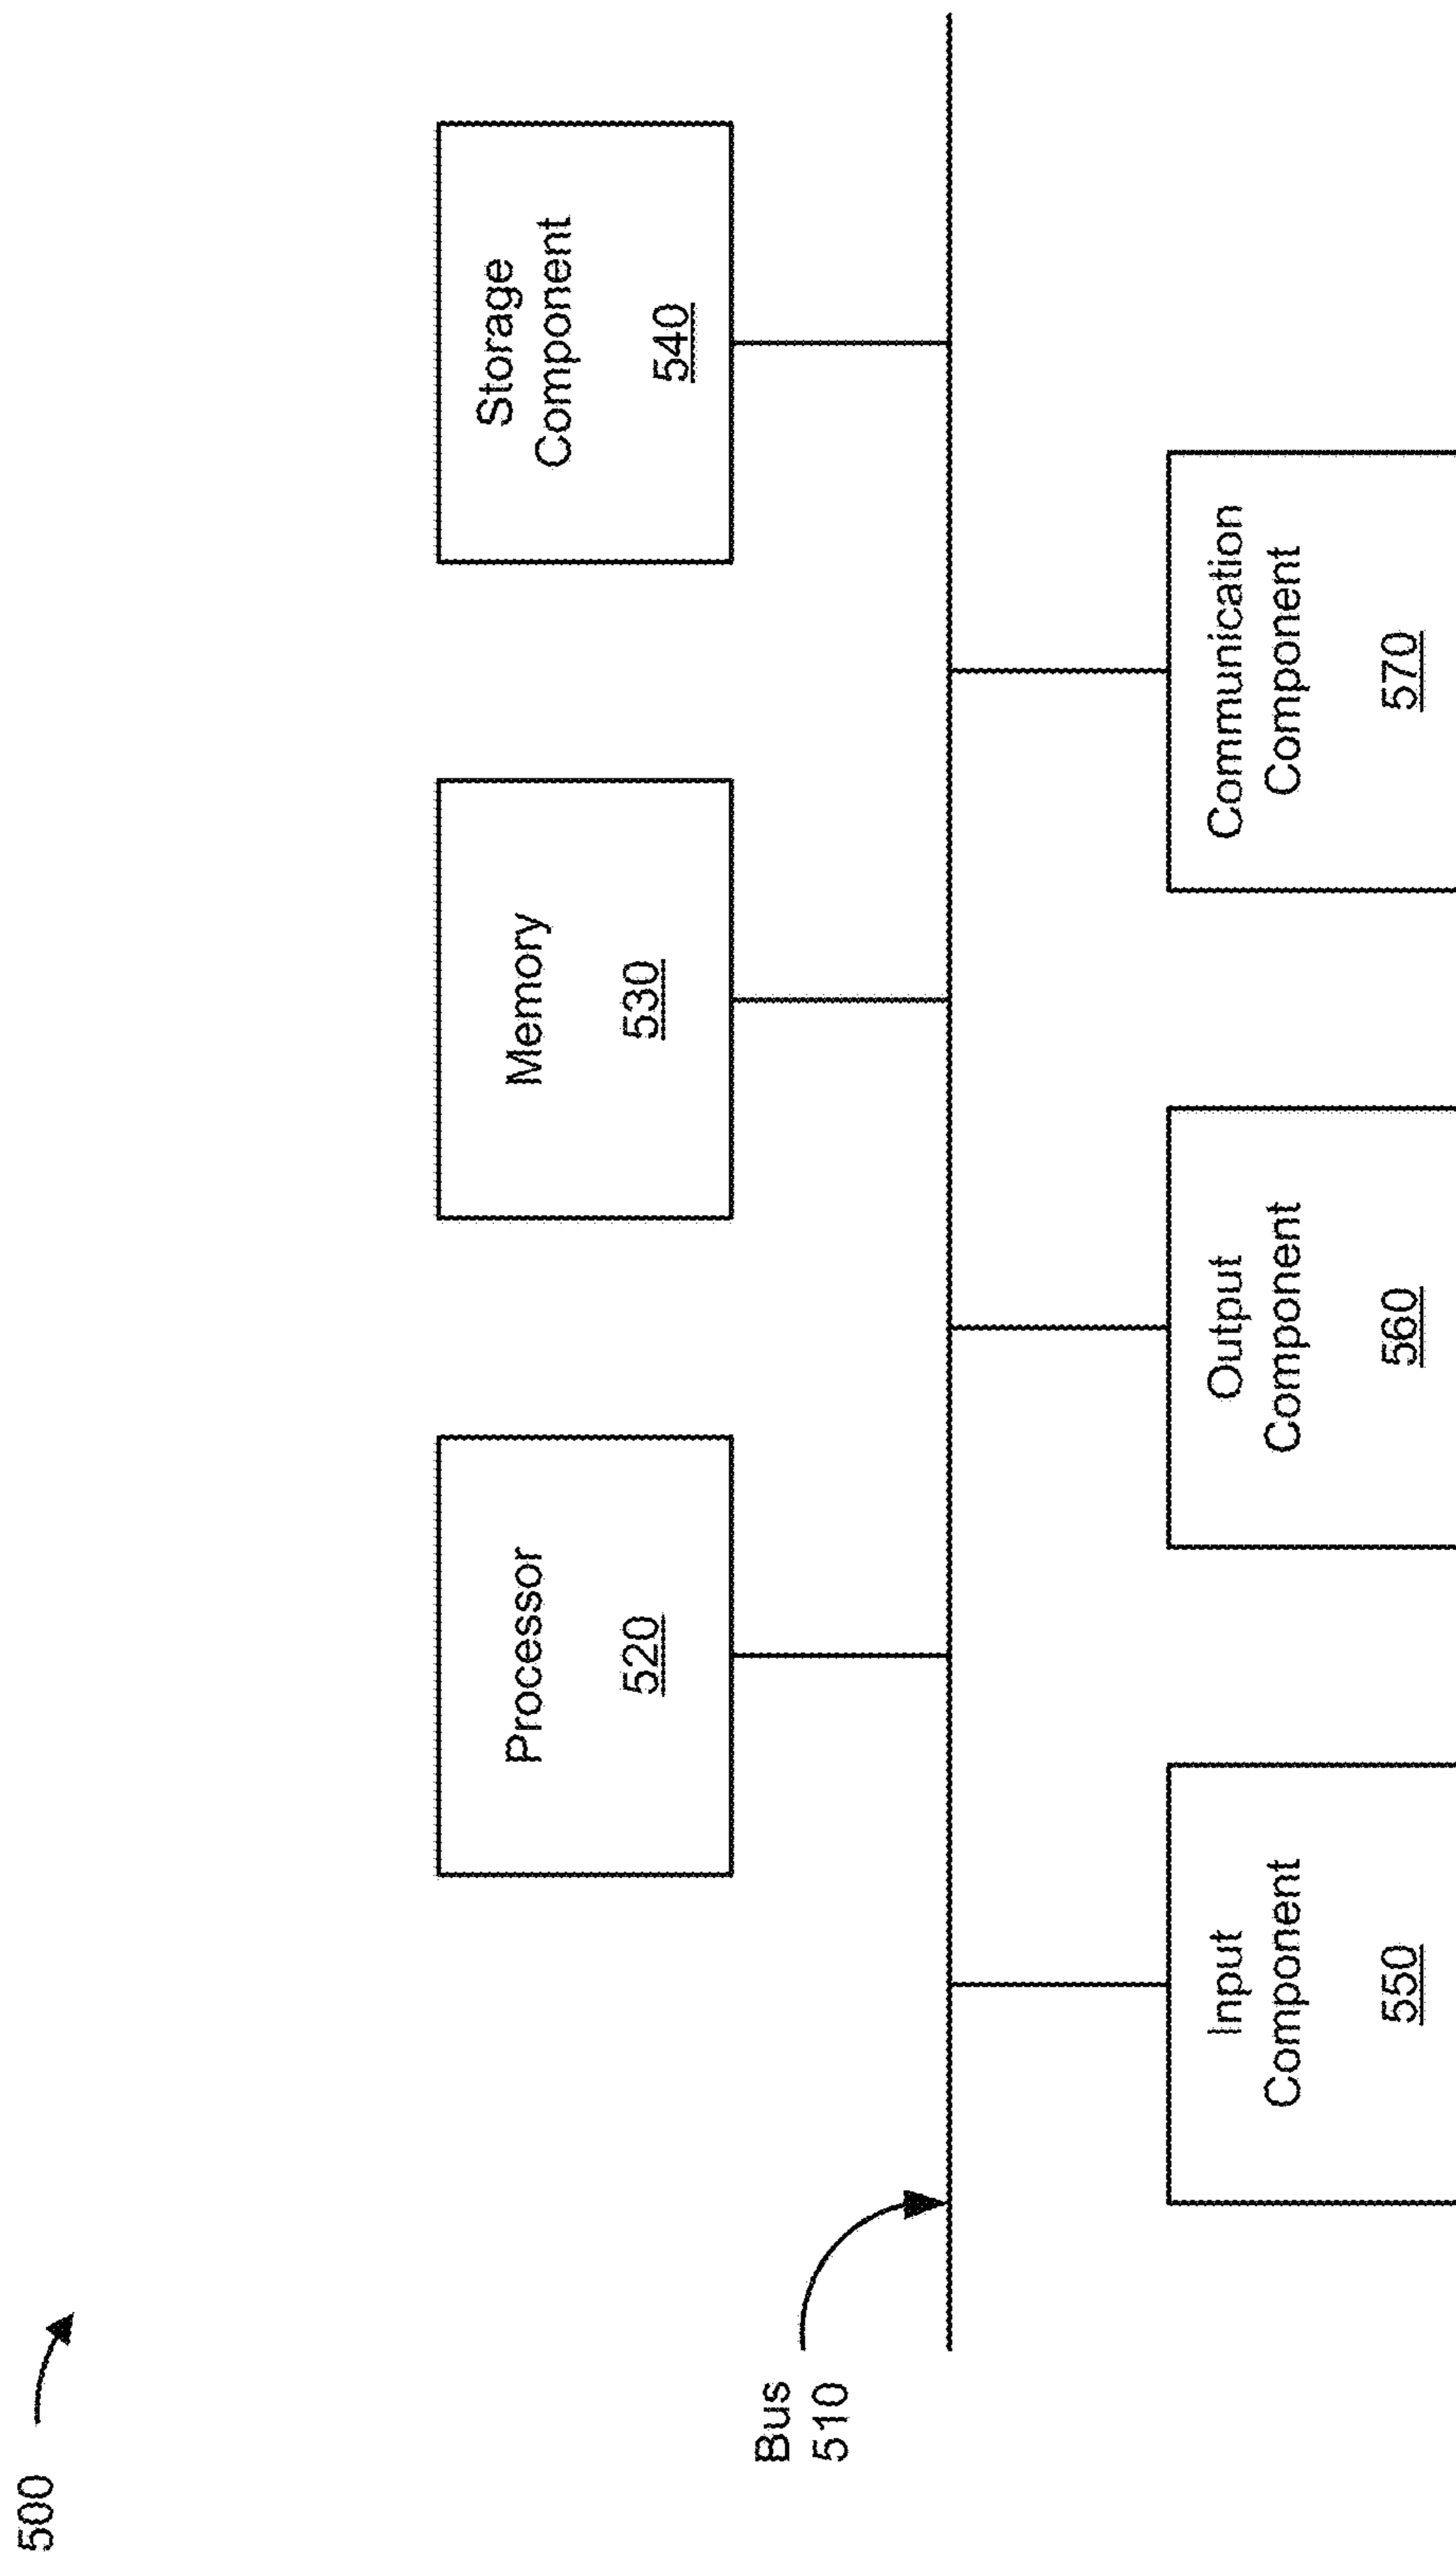 500
Processor
520
Memory
530
Storage
Component
540
Bus
510
Input
Component
550
Output
Component
560
Communication
Component
570